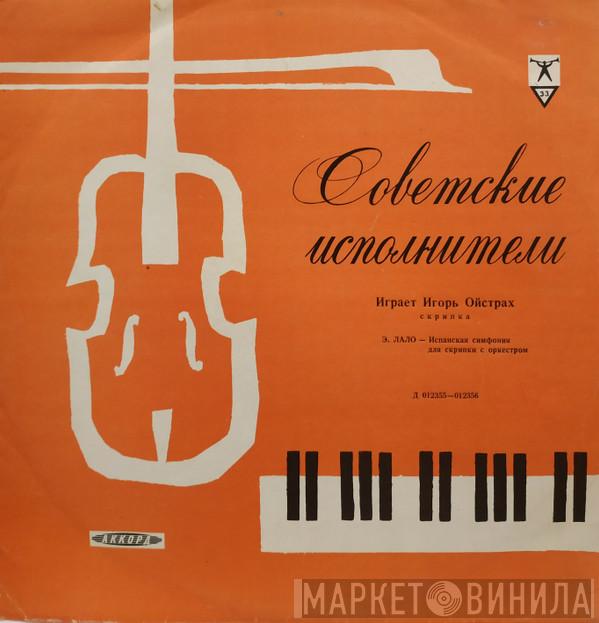 33
Советские
исполнители
Играет Игорь Ойстрах
скрипка
Э. ЛАЛО — Испанская симфония
для скрипки с оркестром
Д 012355—012356
АККОРД
МАРКЕТ ВИНИЛА